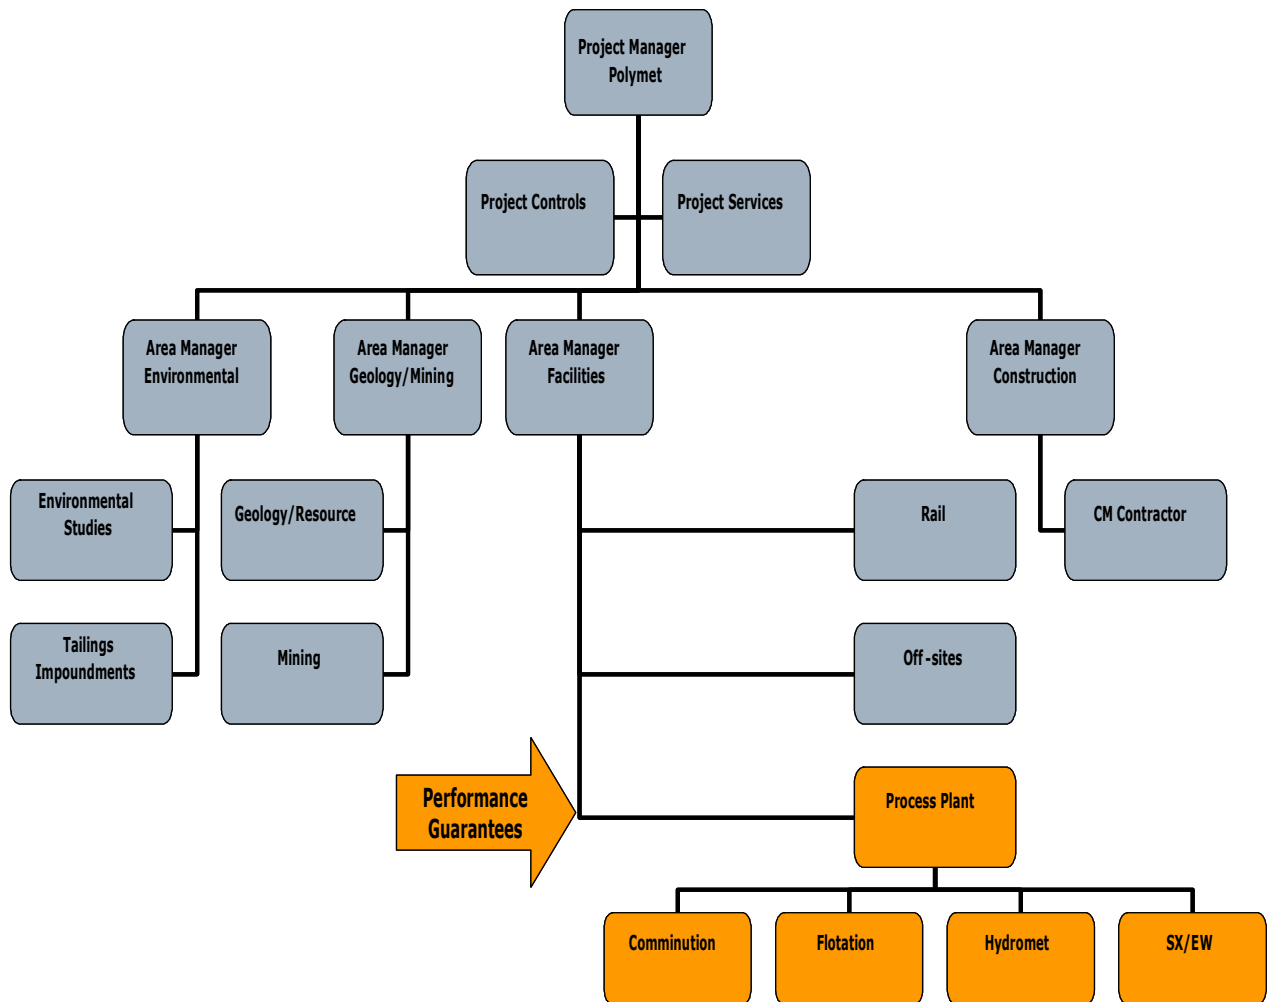 Project Manager
Polymet
Project Controls
Project Services
Area Manager
Environmental
Area Manager
Geology/Mining
Area Manager
Facilities
Area Manager
Construction
Environmental
Studies
Geology/Resource
Rail
CM Contractor
Tailings
Impoundments
Mining
Off-sites
Performance
Guarantees
Process Plant
Comminution
Flotation
Hydromet
SX/EW